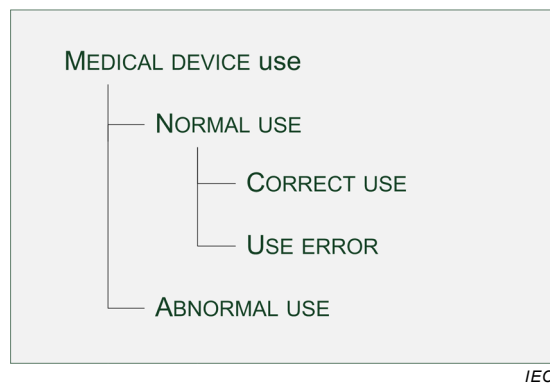 MEDICAL DEVICE use
NORMAL USE
CORRECT USE
USE ERROR
ABNORMAL USE
IEC